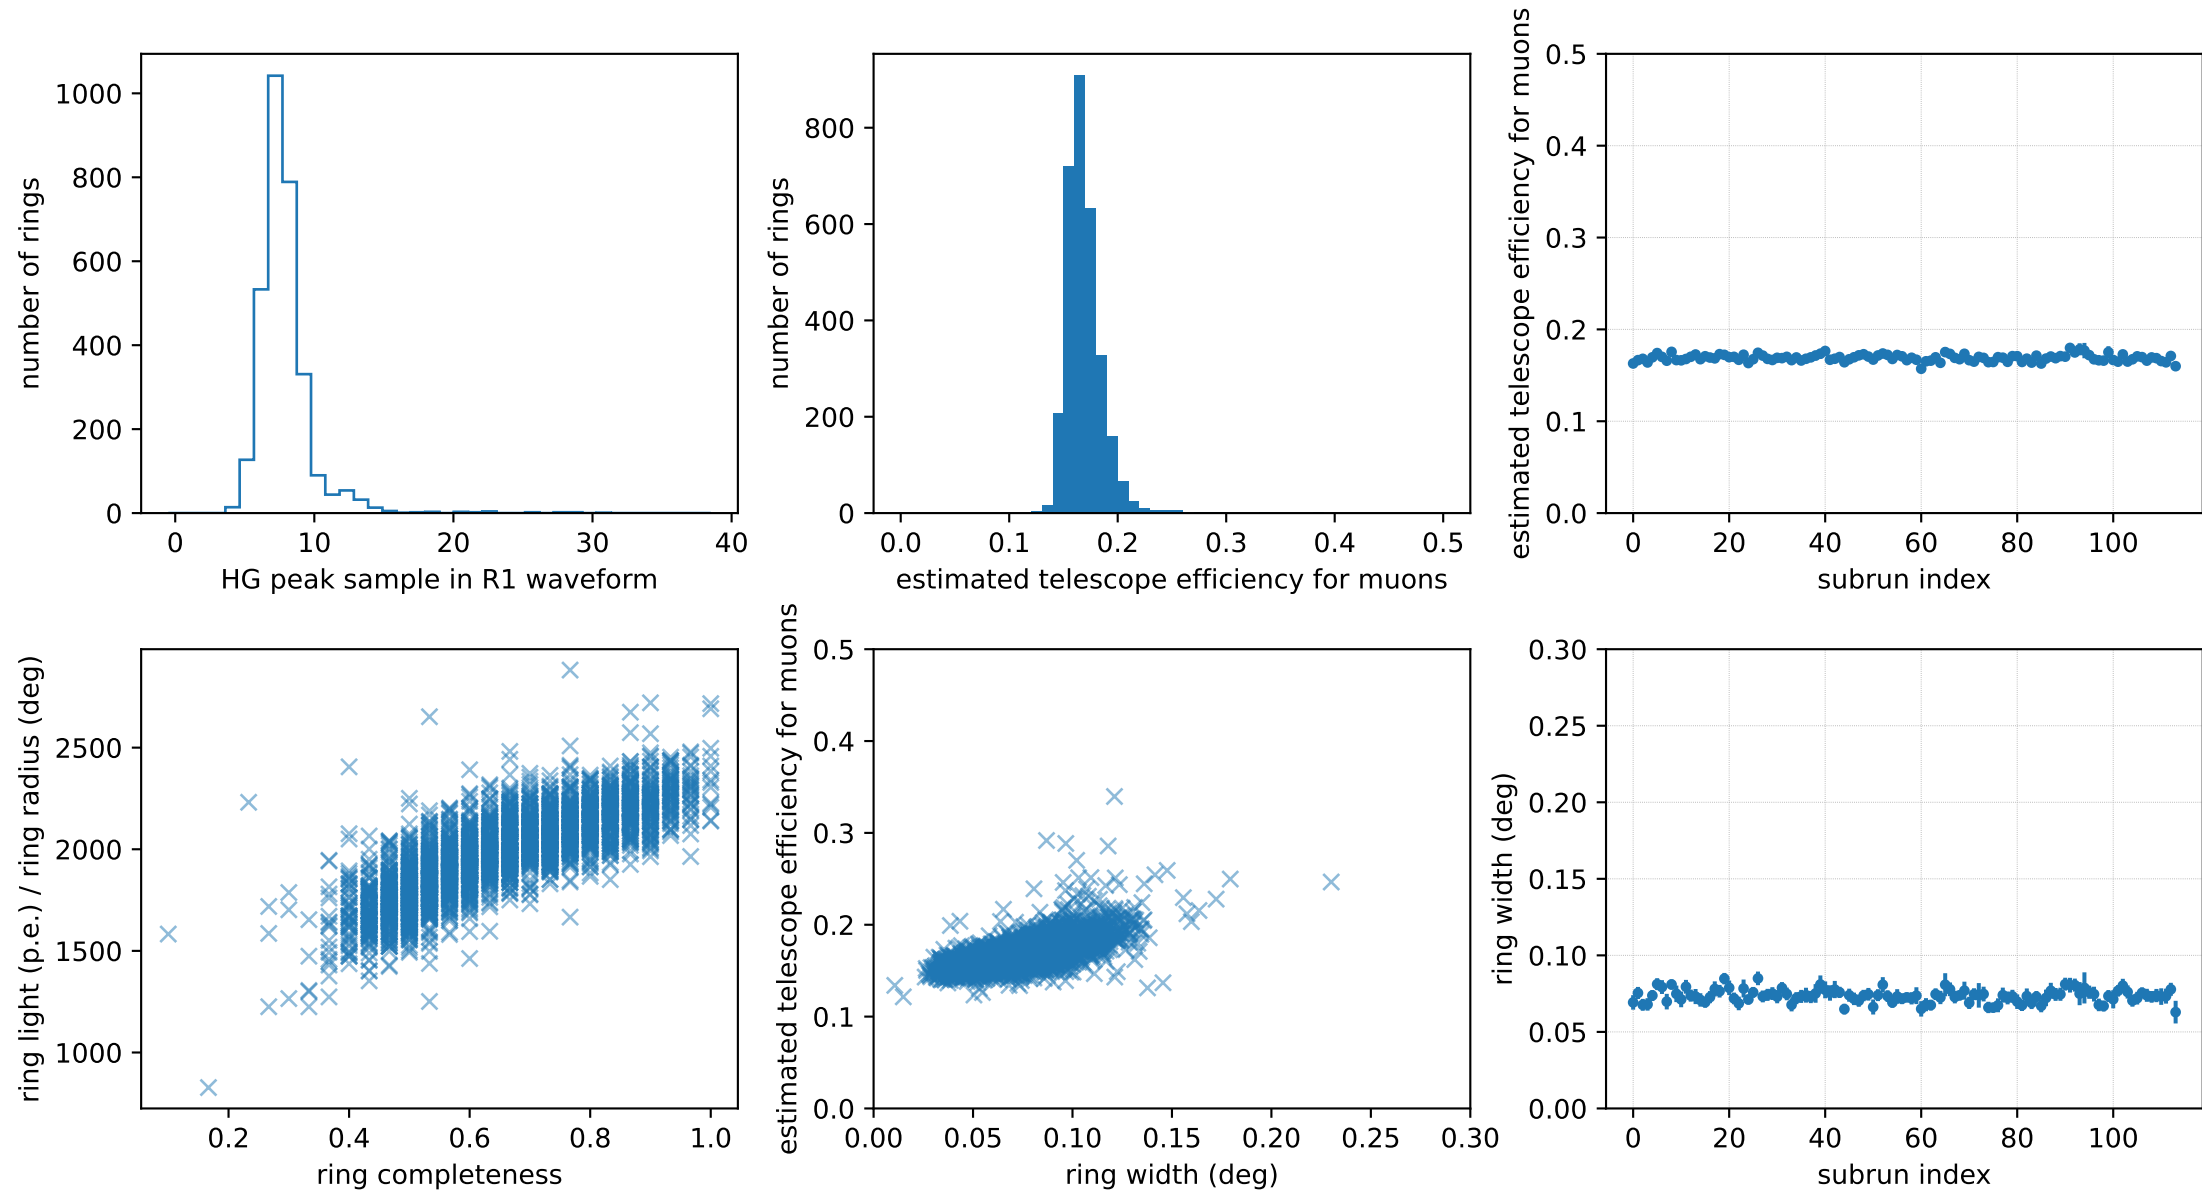 number of rings
1000
800
600
400
200
0
0 10 20 30 40
HG peak sample in R1 waveform
number of rings
800
600
400
200
0
0.0 0.1 0.2 0.3 0.4 0.5
estimated telescope efficiency for muons
estimated telescope efficiency for muons
0.5
0.4
0.3
0.2
0.1
0.0
0 20 40 60 80 100
subrun index
ring light (p.e.) / ring radius (deg)
2500
2000
1500
1000
0.2 0.4 0.6 0.8 1.0
ring completeness
estimated telescope efficiency for muons
0.5
0.4
0.3
0.2
0.1
0.0
0.00 0.05 0.10 0.15 0.20 0.25 0.30
ring width (deg)
ring width (deg)
0.30
0.25
0.20
0.15
0.10
0.05
0.00
0 20 40 60 80 100
subrun index